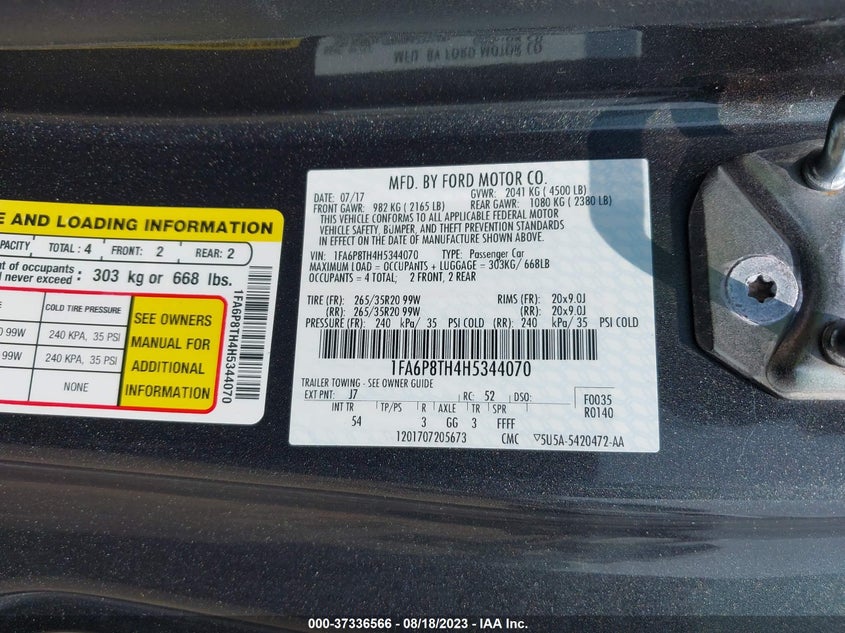 MFG. BY FORD MOTOR CO.
E AND LOADING INFORMATION
PACITY TOTAL : 4 FRONT: 2 REAR: 2
nt of occupants
d never exceed : 303 kg or 668 lbs.
COLD TIRE PRESSURE
0 99W 240 KPA, 35 PSI
99W 240 KPA, 35 PSI
NONE
SEE OWNERS
MANUAL FOR
ADDITIONAL
INFORMATION
1FA6P8TH4H5344070
MFD. BY FORD MOTOR CO.
DATE: 07/17 GVWR: 2041 KG ( 4500 LB)
FRONT GAWR: 982 KG ( 2165 LB) REAR GAWR: 1080 KG ( 2380 LB)
THIS VEHICLE CONFORMS TO ALL APPLICABLE FEDERAL MOTOR
VEHICLE SAFETY, BUMPER, AND THEFT PREVENTION STANDARDS
IN EFFECT ON THE DATE OF MANUFACTURE SHOWN ABOVE.
VIN: 1FA6P8TH4H5344070 TYPE: Passenger Car
MAXIMUM LOAD = OCCUPANTS + LUGGAGE = 303KG/ 668LB
OCCUPANTS = 4 TOTAL; 2 FRONT, 2 REAR
TIRE (FR): 265/35R20 99W RIMS (FR): 20x9.0J
(RR): 265/35R20 99W (RR): 20x9.0J
PRESSURE (FR): 240 kPa/ 35 PSI COLD (RR): 240 kPa/ 35 PSI COLD
1FA6P8TH4H5344070
TRAILER TOWING - SEE OWNER GUIDE
EXT PNT: J7 RC: 52 DSO: F0035
INT TR TP/PS R AXLE TR SPR R0140
54 3 GG 3 FFFF
1201707205673 CMC ▽5U5A-5420472-AA
000-37336566 - 08/18/2023 - IAA Inc.